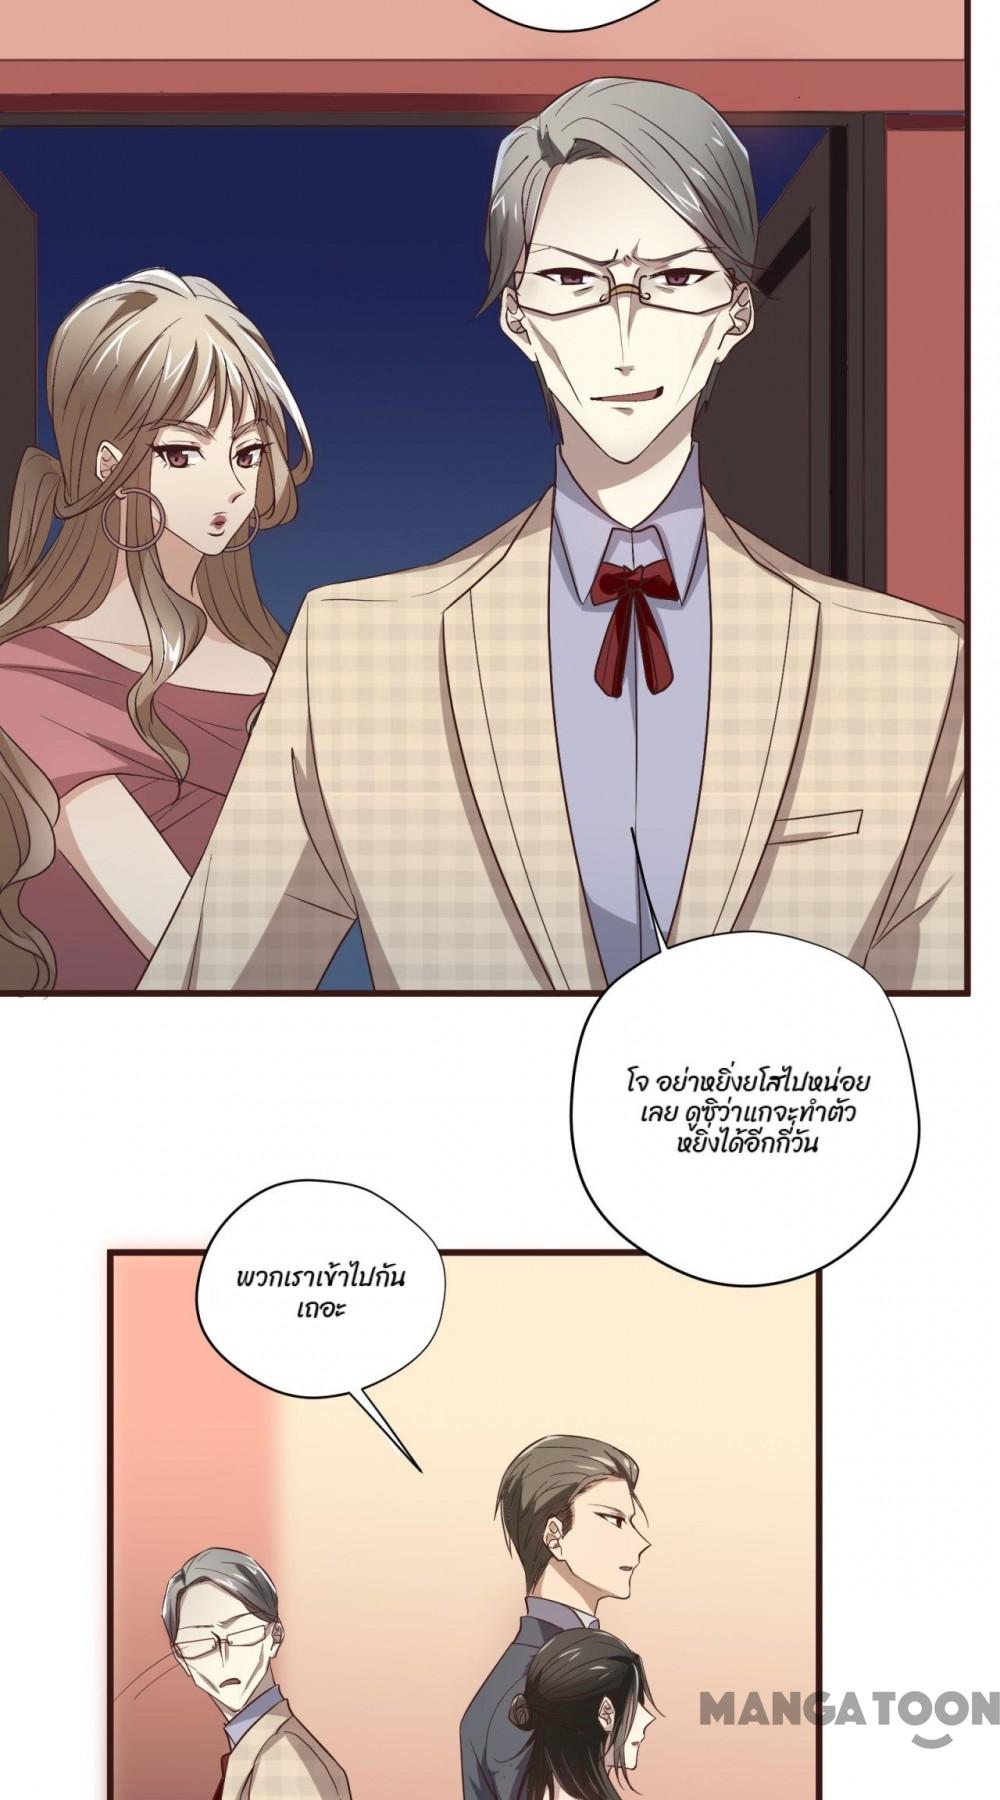 โจ อย่าหยิ่งยโสไปหน่อย
เลย ดูซิว่าแกจะทำตัว
หยิ่งได้อีกกี่วัน
พวกเราเข้าไปกัน
เถอะ
MANGATOON